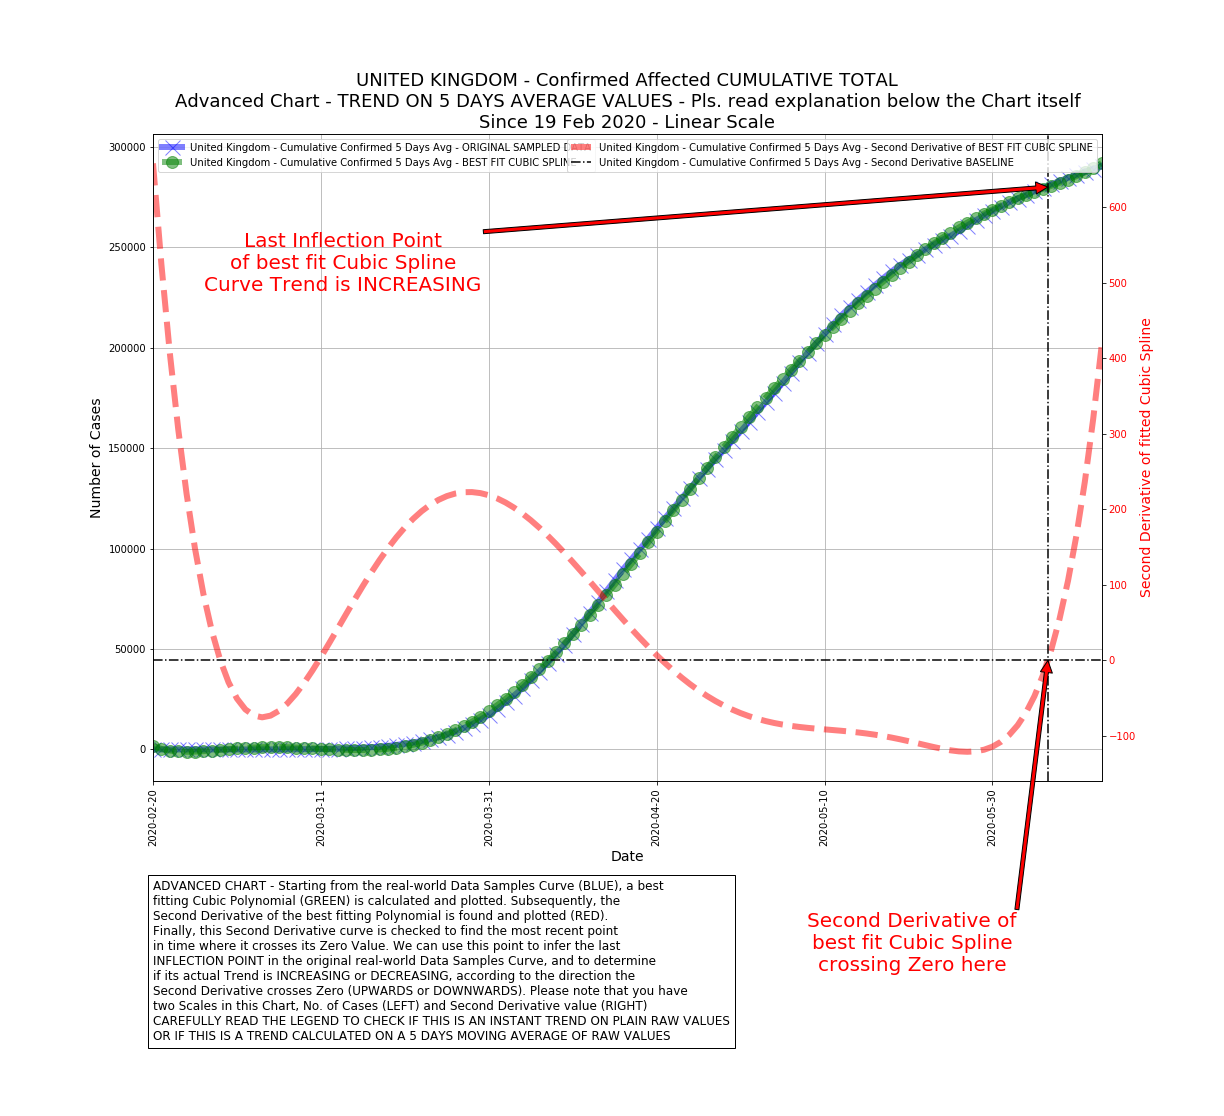 UNITED KINGDOM - Confirmed Affected CUMULATIVE TOTAL
Advanced Chart - TREND ON 5 DAYS AVERAGE VALUES - Pls. read explanation below the Chart itself
Since 19 Feb 2020 - Linear Scale
United Kingdom - Cumulative Confirmed 5 Days Avg - ORIGINAL SAMPLED DATA
United Kingdom - Cumulative Confirmed 5 Days Avg - BEST FIT CUBIC SPLINE
United Kingdom - Cumulative Confirmed 5 Days Avg - Second Derivative of BEST FIT CUBIC SPLINE
United Kingdom - Cumulative Confirmed 5 Days Avg - Second Derivative BASELINE
Last Inflection Point
of best fit Cubic Spline
Curve Trend is INCREASING
Number of Cases
300000
250000
200000
150000
100000
50000
0
600
500
400
300
200
100
0
−100
Second Derivative of fitted Cubic Spline
2020-02-20
2020-03-11
2020-03-31
2020-04-20
2020-05-10
2020-05-30
Date
Second Derivative of
best fit Cubic Spline
crossing Zero here
ADVANCED CHART - Starting from the real-world Data Samples Curve (BLUE), a best
fitting Cubic Polynomial (GREEN) is calculated and plotted. Subsequently, the
Second Derivative of the best fitting Polynomial is found and plotted (RED).
Finally, this Second Derivative curve is checked to find the most recent point
in time where it crosses its Zero Value. We can use this point to infer the last
INFLECTION POINT in the original real-world Data Samples Curve, and to determine
if its actual Trend is INCREASING or DECREASING, according to the direction the
Second Derivative crosses Zero (UPWARDS or DOWNWARDS). Please note that you have
two Scales in this Chart, No. of Cases (LEFT) and Second Derivative value (RIGHT)
CAREFULLY READ THE LEGEND TO CHECK IF THIS IS AN INSTANT TREND ON PLAIN RAW VALUES
OR IF THIS IS A TREND CALCULATED ON A 5 DAYS MOVING AVERAGE OF RAW VALUES